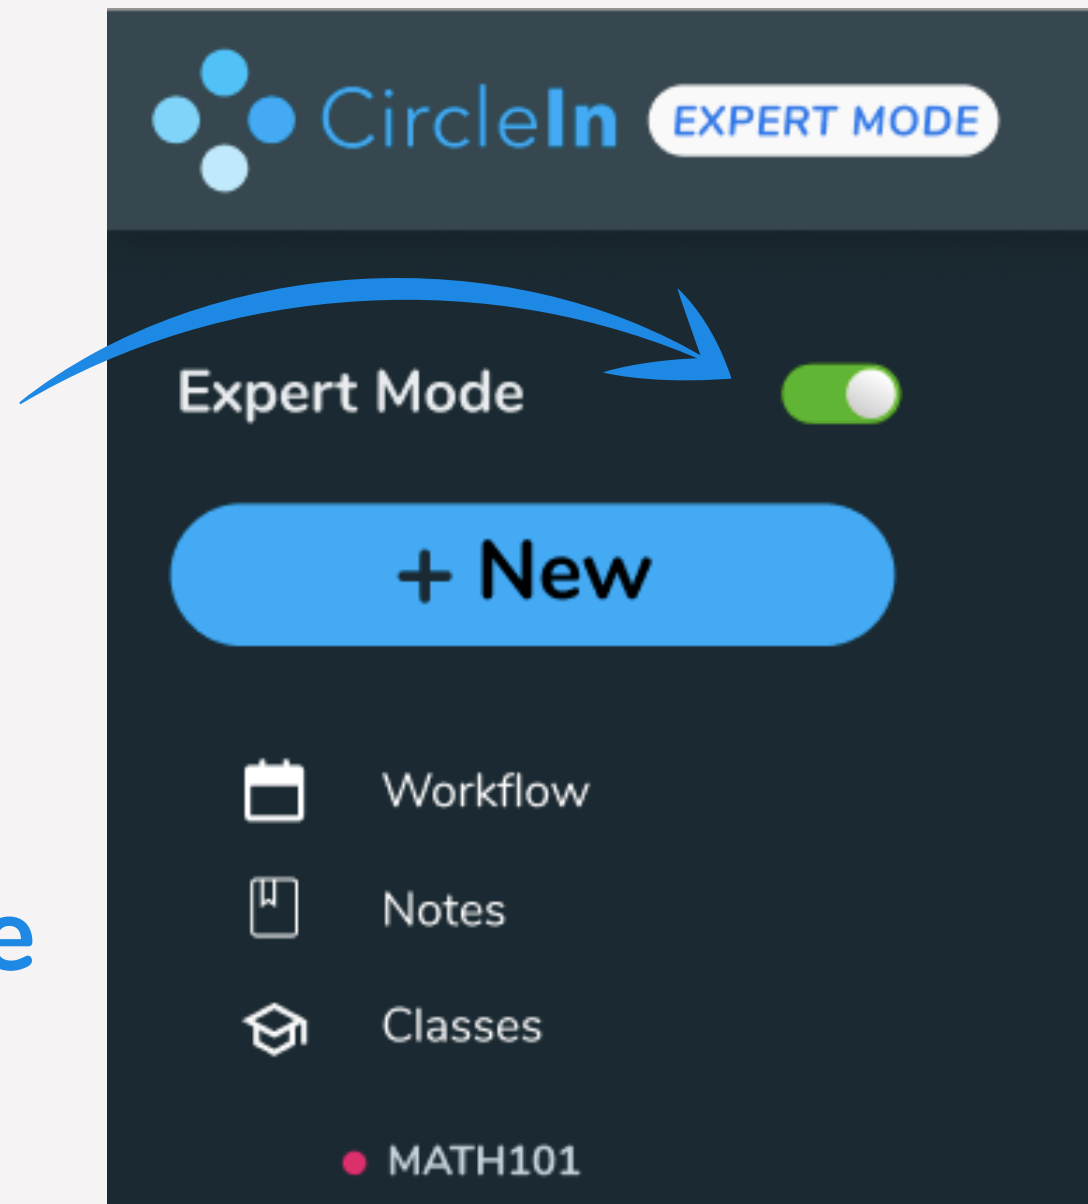 CircleIn EXPERT MODE
Expert Mode
+ New
Workflow
Notes
e
Classes
MATH101